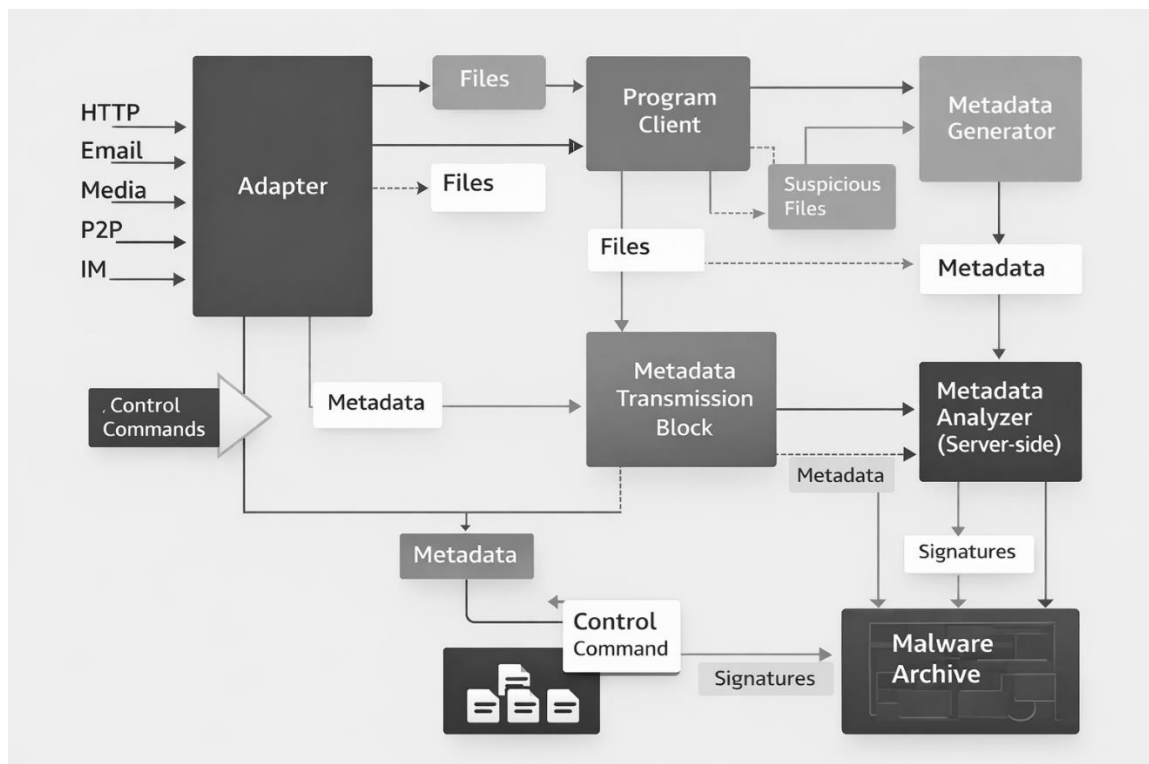 HTTP
Email
Media
P2P
IM
Adapter
Files
Files
Program
Client
Metadata
Generator
Suspicious
Files
Files
Metadata
, Control
Commands
Metadata
Metadata
Transmission
Block
Metadata
Analyzer
(Server-side)
Metadata
Signatures
Metadata
Control
Command
Signatures
Malware
Archive